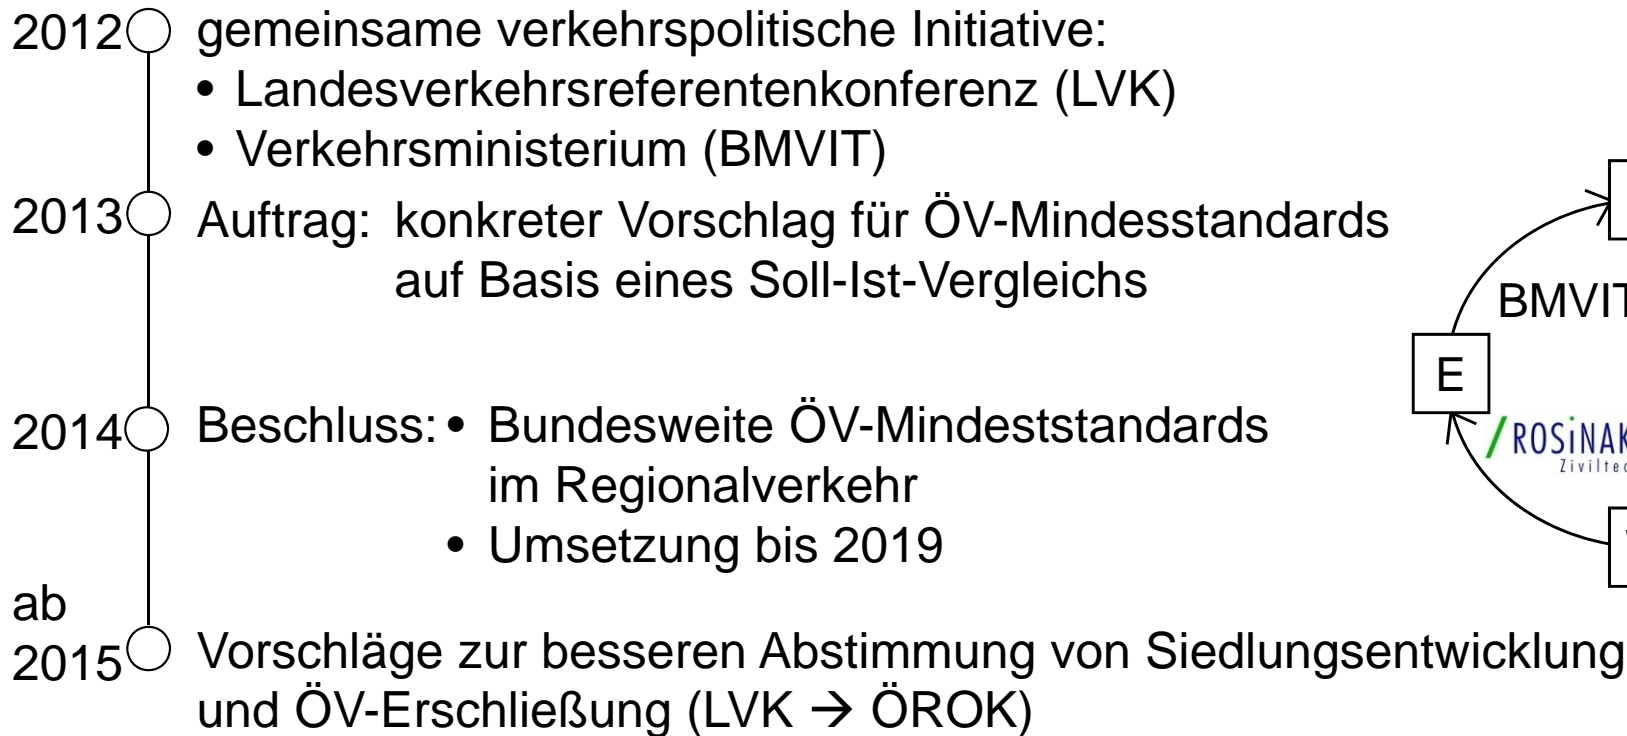 2012 gemeinsame verkehrspolitische Initiative:
• Landesverkehrsreferentenkonferenz (LVK)
• Verkehrsministerium (BMVIT)
2013 Auftrag: konkreter Vorschlag für ÖV-Mindesstandards
auf Basis eines Soll-Ist-Vergleichs
BMVIT
E
2014 Beschluss: • Bundesweite ÖV-Mindeststandards
/ROSiNAK
im Regionalverkehr
• Umsetzung bis 2019
ab
2015 Vorschläge zur besseren Abstimmung von Siedlungsentwicklung
und ÖV-Erschließung (LVK → ÖROK)